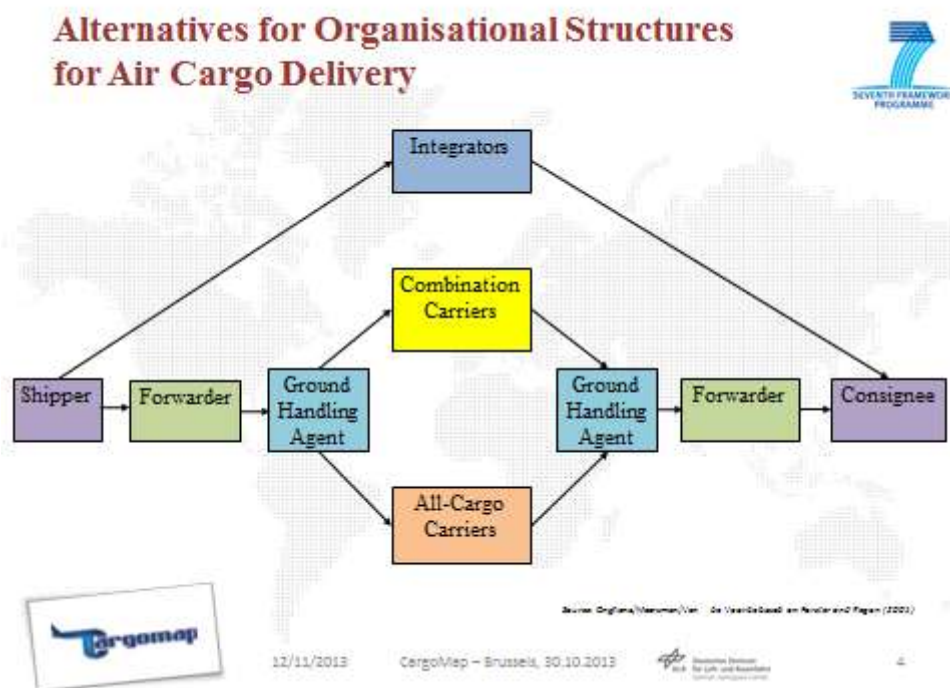 Alternatives for Organisational Structures
for Air Cargo Delivery
SEVENTH FRAMEWORK
PROGRAMME
Integrators
Combination
Carriers
Shipper
Forwarder
Ground
Handling
Agent
Ground
Handling
Agent
Forwarder
Consignee
All-Cargo
Carriers
Cargomap
12/11/2013
CargoMap – Brussels, 30.10.2013
DLR
4